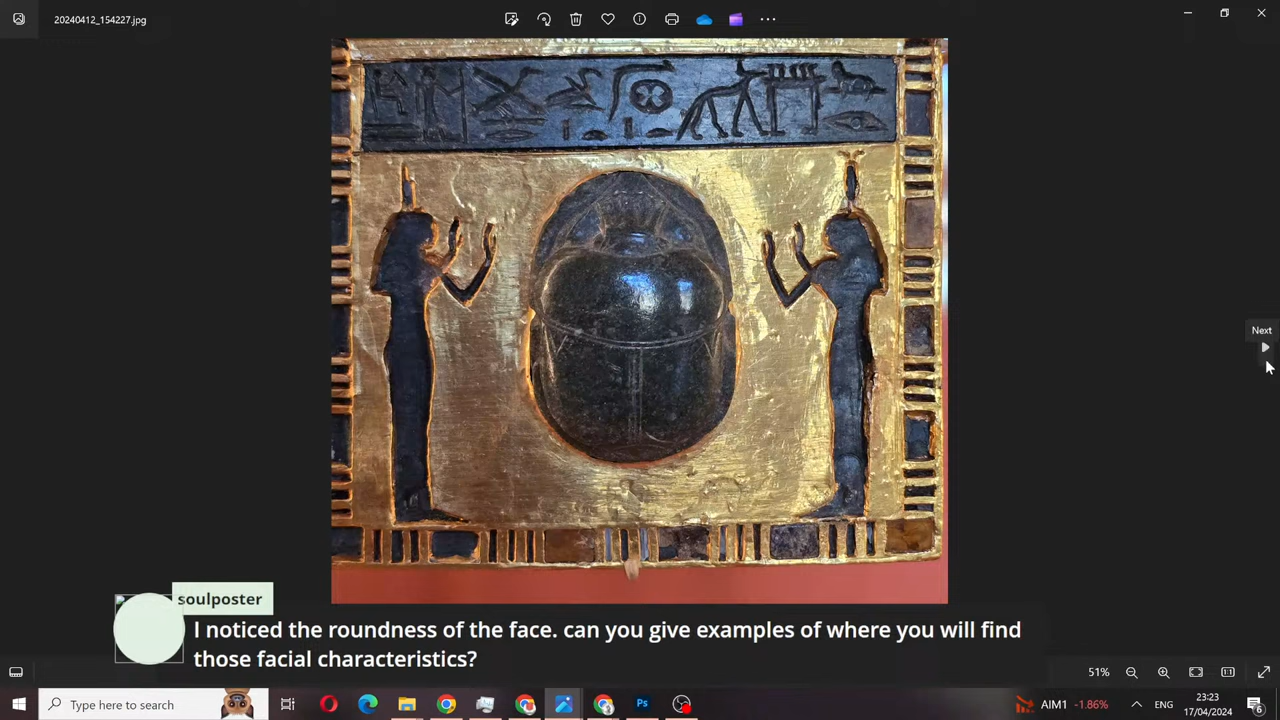 20240412_154227.jpg
Next
soulposter
I noticed the roundness of the face. can you give examples of where you will find
those facial characteristics?
51%
Type here to search
AIM1 -1.86%
ENG
23:23
17/04/2024
6